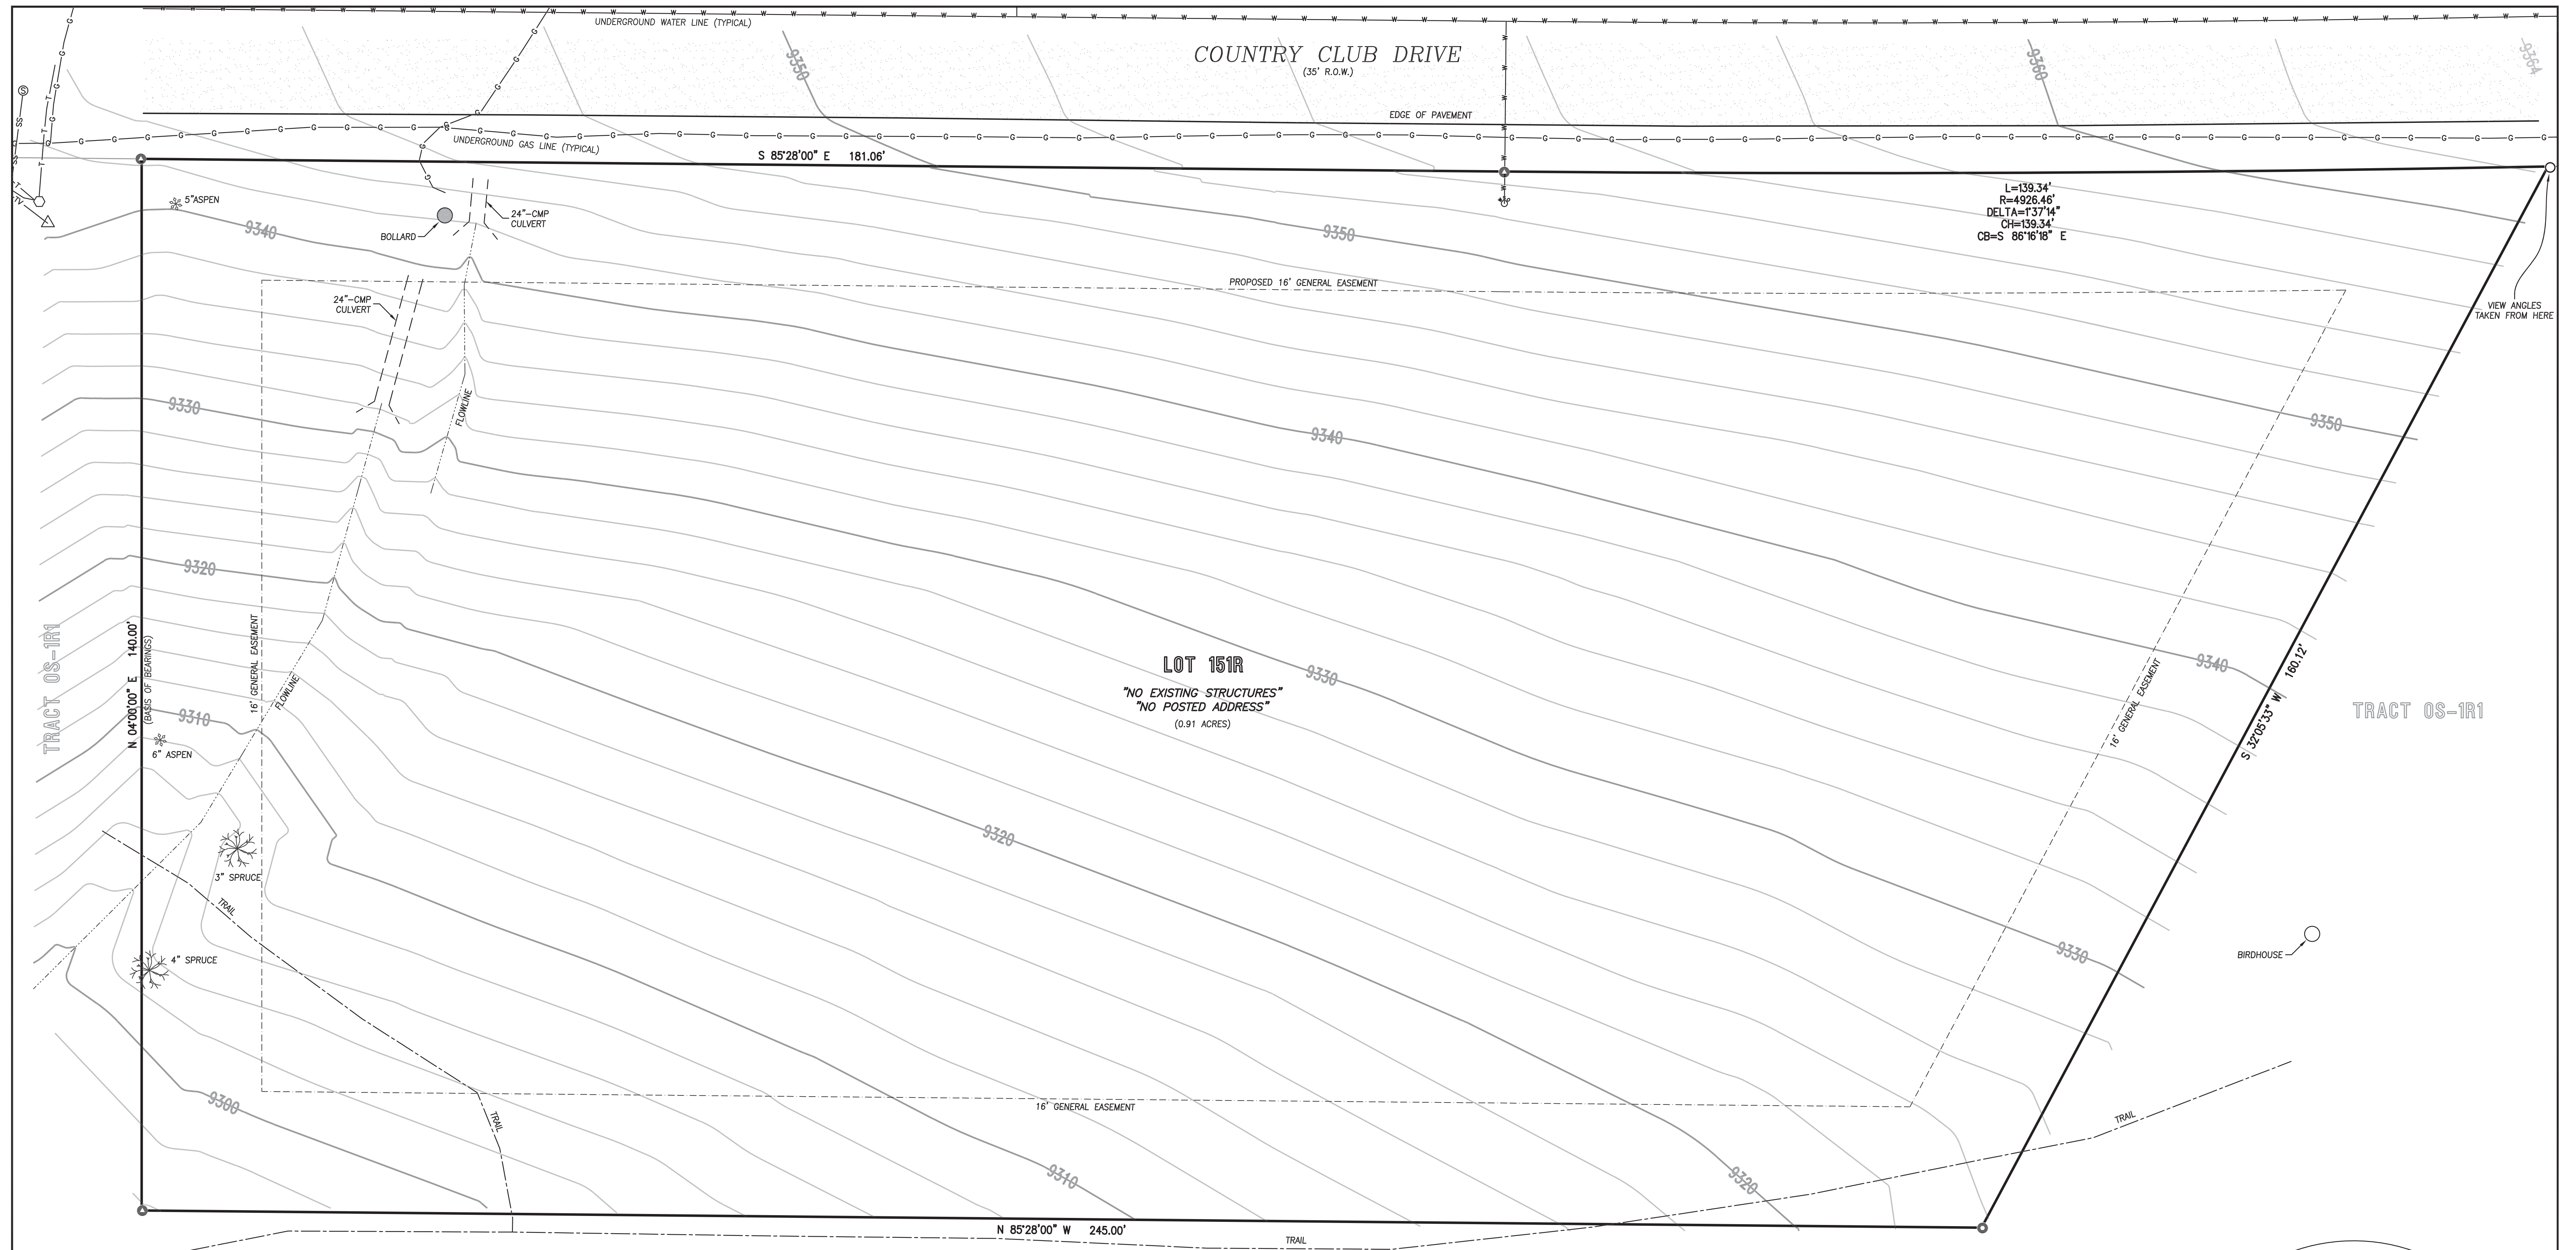 UNDERGROUND WATER LINE (TYPICAL)
COUNTRY CLUB DRIVE
(35' R.O.W.)
9350
9360
9364
EDGE OF PAVEMENT
UNDERGROUND GAS LINE (TYPICAL)
S 85°28'00" E 181.06'
L=139.34'
R=4926.46'
DELTA=1°37'14"
CH=139.34'
CB=S 86°16'18" E
5"ASPEN
9340
BOLLARD
24"-CMP
CULVERT
9350
PROPOSED 16' GENERAL EASEMENT
VIEW ANGLES
TAKEN FROM HERE
24"-CMP
CULVERT
9330
FLOWLINE
9340
9350
9320
TRACT OS-1R1
N 04°00'00" E 140.00'
(BASIS OF BEARINGS)
16' GENERAL EASEMENT
FLOWLINE
9310
6" ASPEN
LOT 151R
"NO EXISTING STRUCTURES"
"NO POSTED ADDRESS"
(0.91 ACRES)
9330
9340
16' GENERAL EASEMENT
S 32°05'33" W 160.12'
TRACT OS-1R1
9320
3" SPRUCE
TRAIL
4" SPRUCE
9330
BIRDHOUSE
9300
TRAIL
16' GENERAL EASEMENT
TRAIL
9310
9320
N 85°28'00" W 245.00'
TRAIL